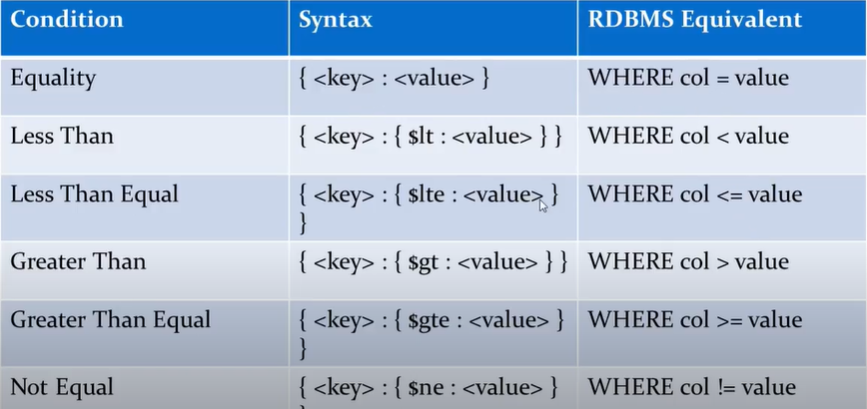 Condition Syntax RDBMS Equivalent
Equality { <key> : <value> } WHERE col = value
Less Than { <key> : { $lt : <value> } } WHERE col < value
Less Than Equal { <key> : { $lte : <value> } WHERE col <= value
}
Greater Than { <key> : { $gt : <value> } } WHERE col > value
Greater Than Equal { <key> : { $gte : <value> } WHERE col >= value
}
Not Equal { <key> : { $ne : <value> } WHERE col != value